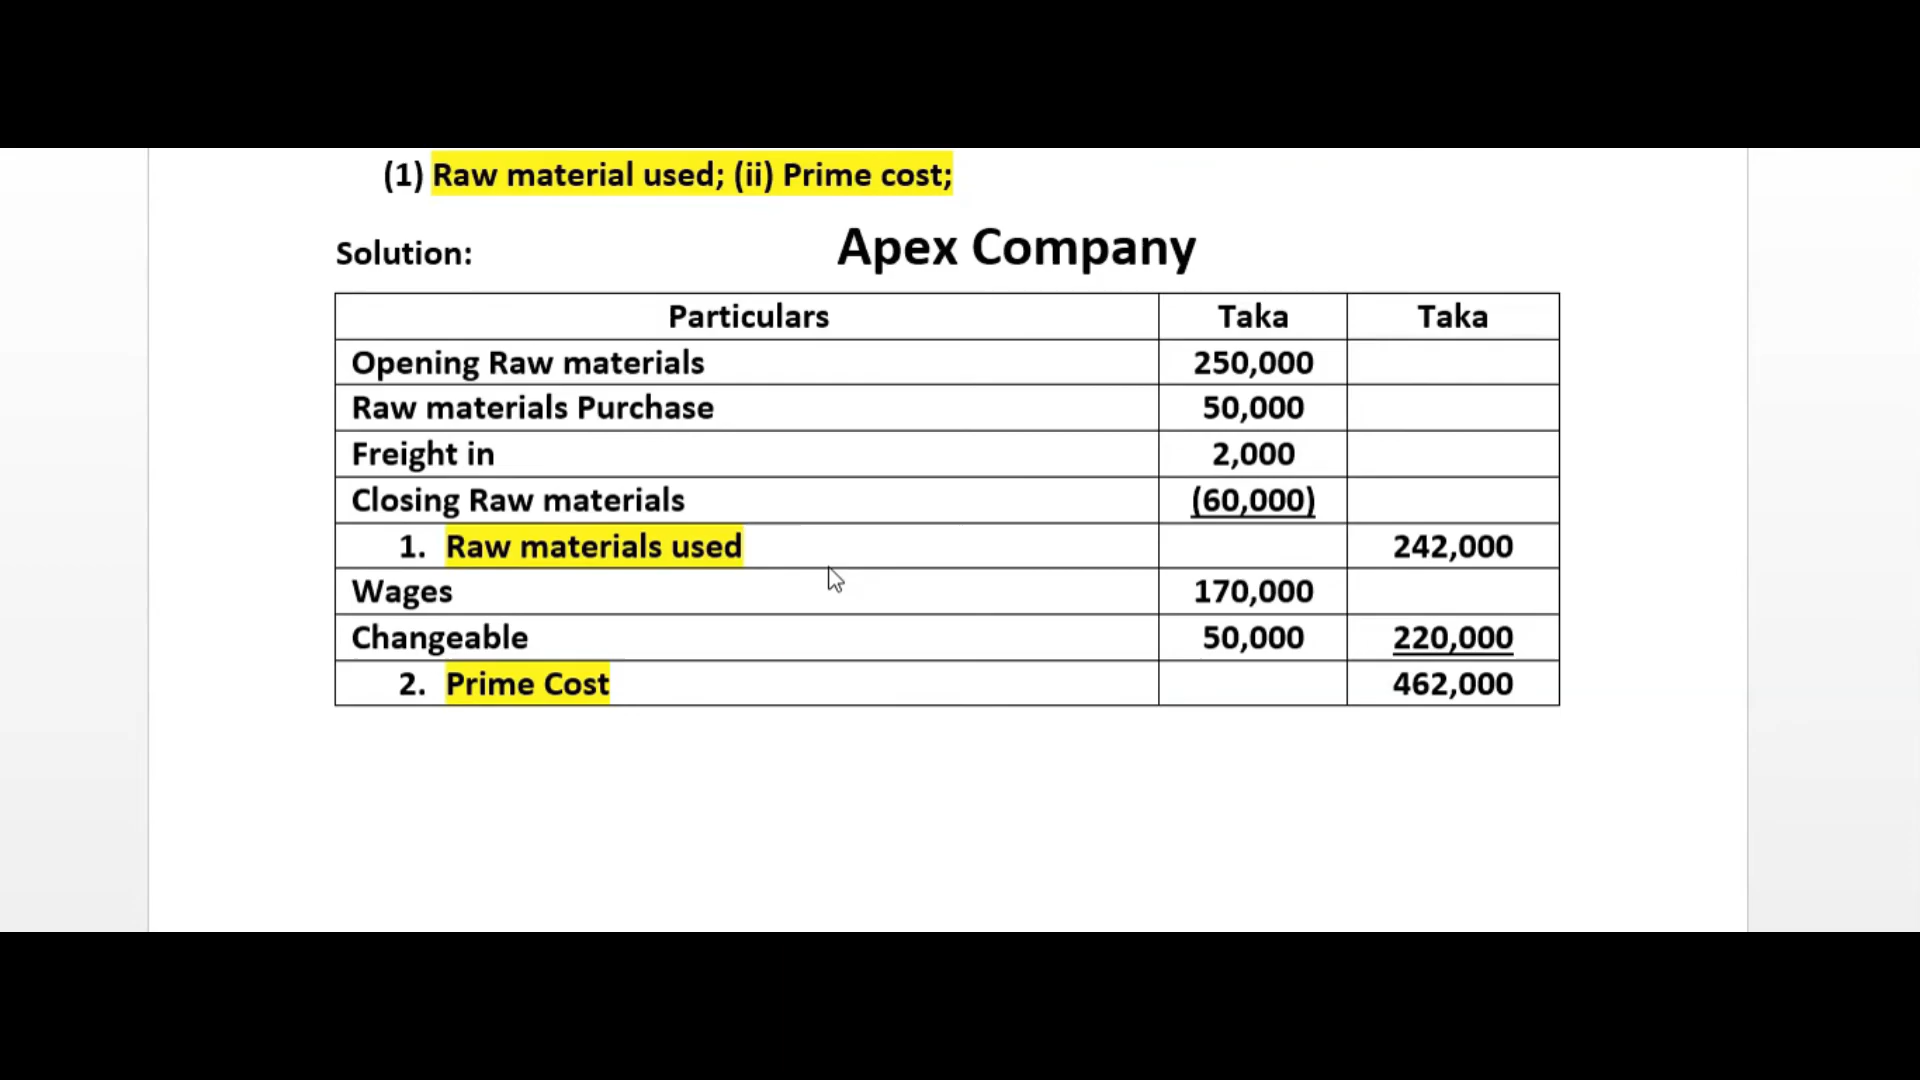 (1) Raw material used; (ii) Prime cost;
Solution: Apex Company
Particulars Taka Taka
Opening Raw materials 250,000
Raw materials Purchase 50,000
Freight in 2,000
Closing Raw materials (60,000)
1. Raw materials used 242,000
Wages 170,000
Changeable 50,000 220,000
2. Prime Cost 462,000